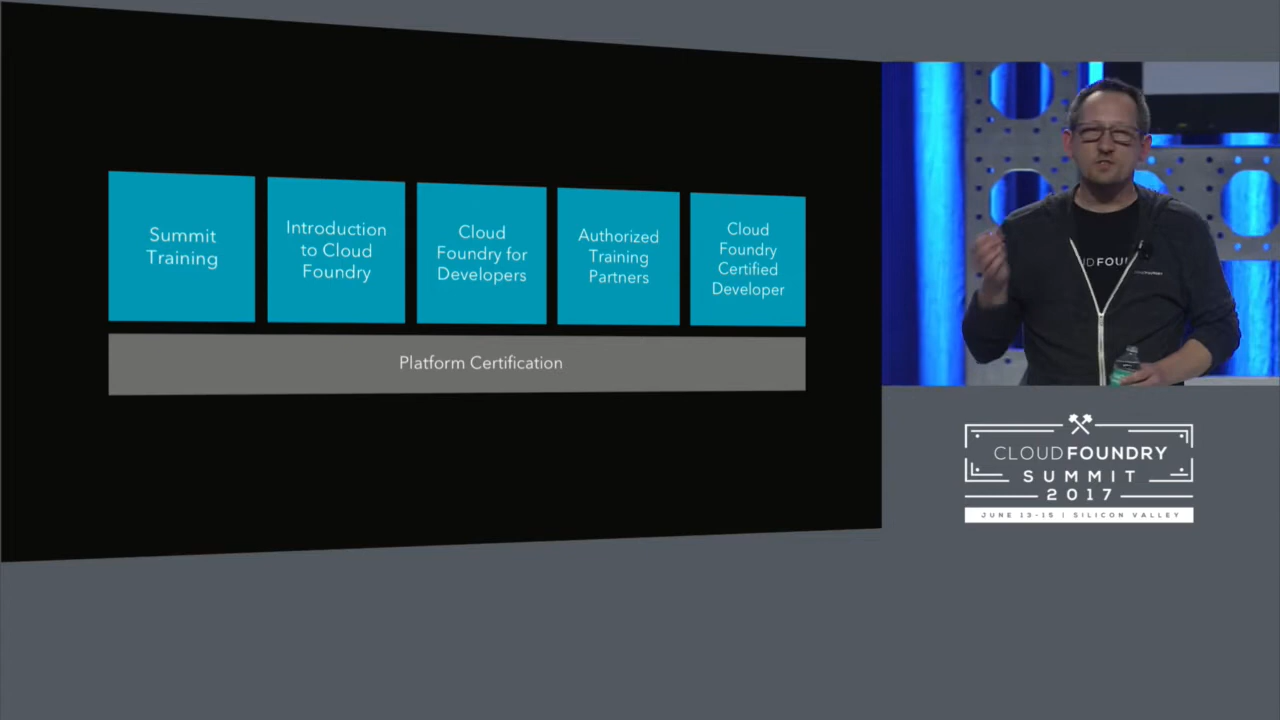 Summit
Training
Introduction
to Cloud
Foundry
Cloud
Foundry for
Developers
Authorized
Training
Partners
Cloud
Foundry
Certified
Developer
Platform Certification
CLOUD FOUNDRY
SUMMIT
2017
JUNE 13-15 | SILICON VALLEY